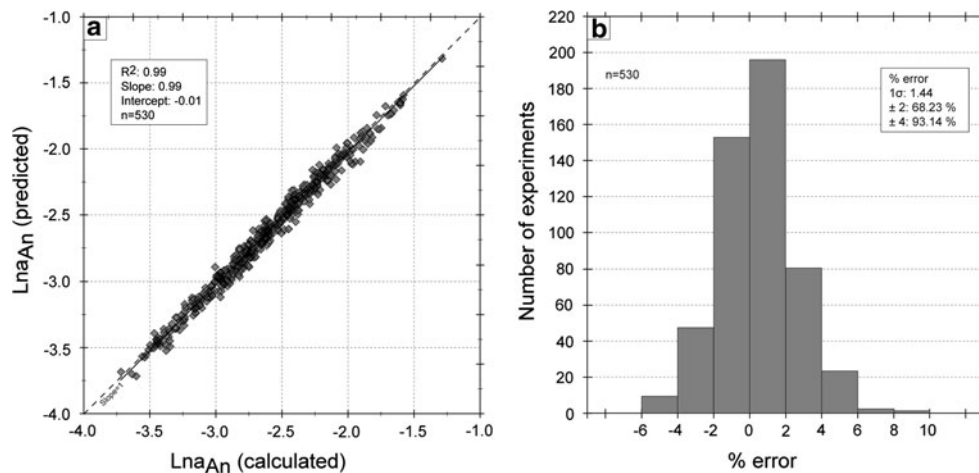 a
-1.0
-1.5
-2.0
-2.5
-3.0
-3.5
-4.0
LnaAn (predicted)
R2: 0.99
Slope: 0.99
Intercept: -0.01
n=530
Slope=1
-4.0 -3.5 -3.0 -2.5 -2.0 -1.5 -1.0
LnaAn (calculated)
b
220
200
180
160
140
120
100
80
60
40
20
0
Number of experiments
n=530
% error
1σ: 1.44
± 2: 68.23 %
± 4: 93.14 %
-6 -4 -2 0 2 4 6 8 10
% error